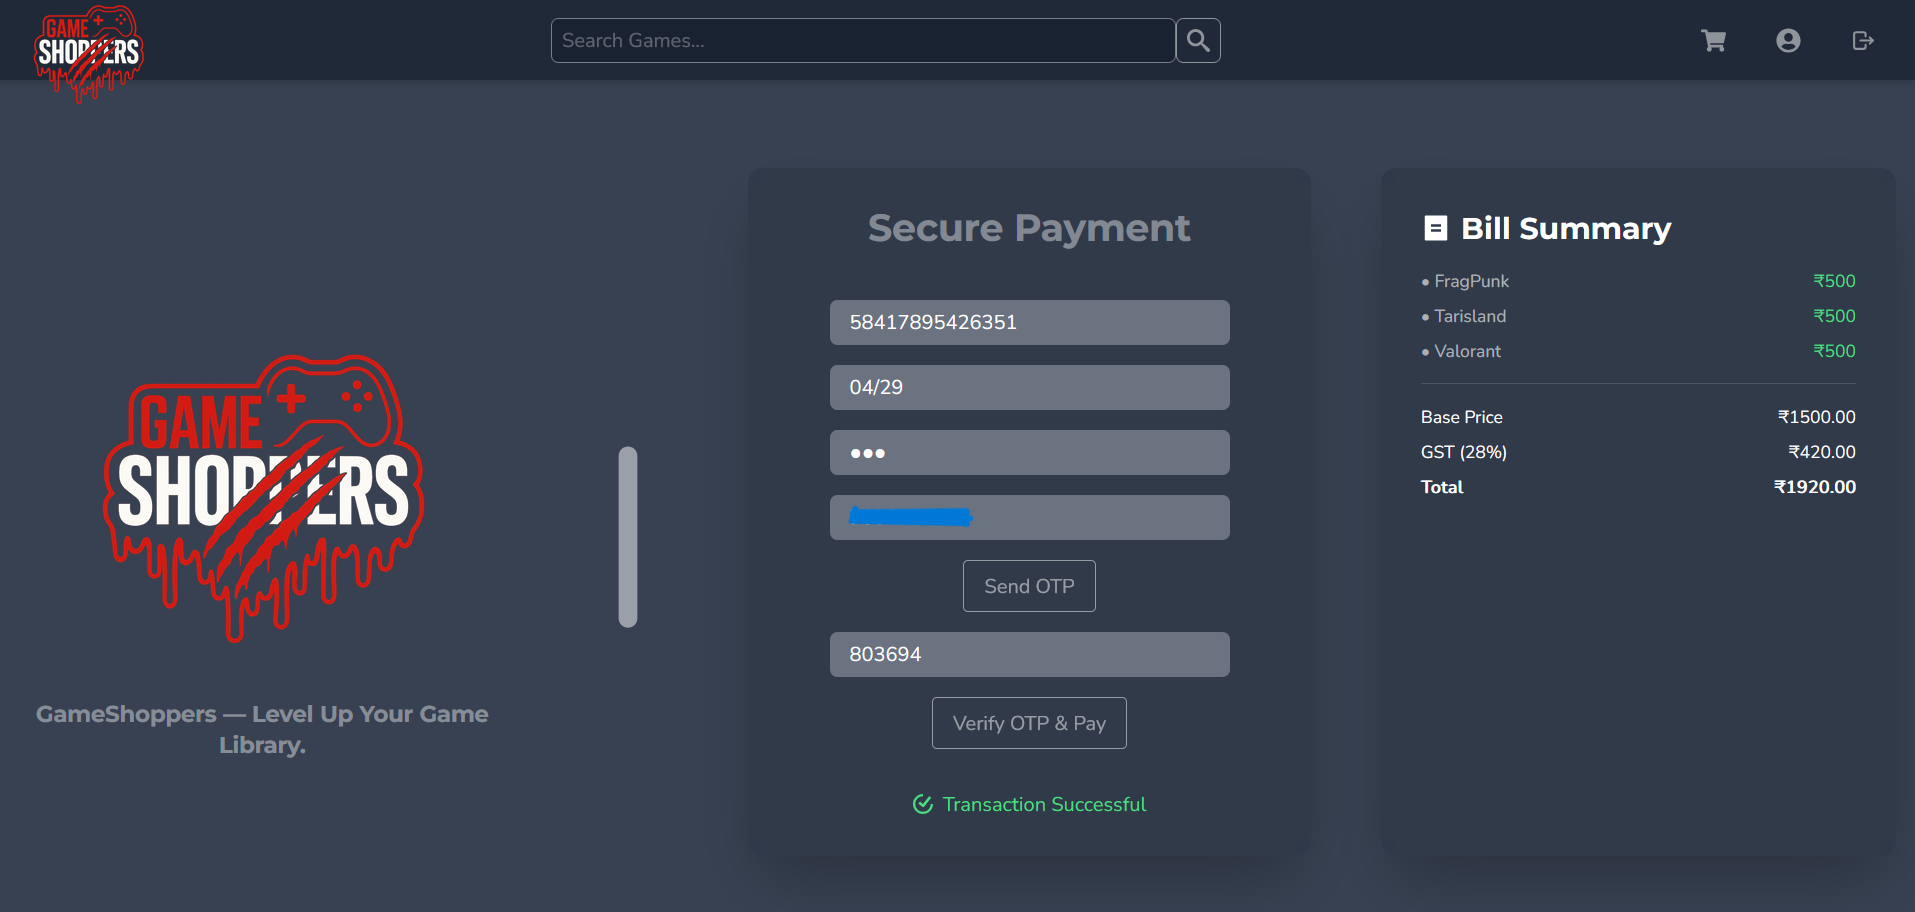 GAME
SHOPPERS
Search Games...
GAME
SHOPPERS
GameShoppers — Level Up Your Game
Library.
Secure Payment
58417895426351
04/29
•••
Send OTP
803694
Verify OTP & Pay
Transaction Successful
Bill Summary
• FragPunk ₹500
• Tarisland ₹500
• Valorant ₹500
Base Price ₹1500.00
GST (28%) ₹420.00
Total ₹1920.00